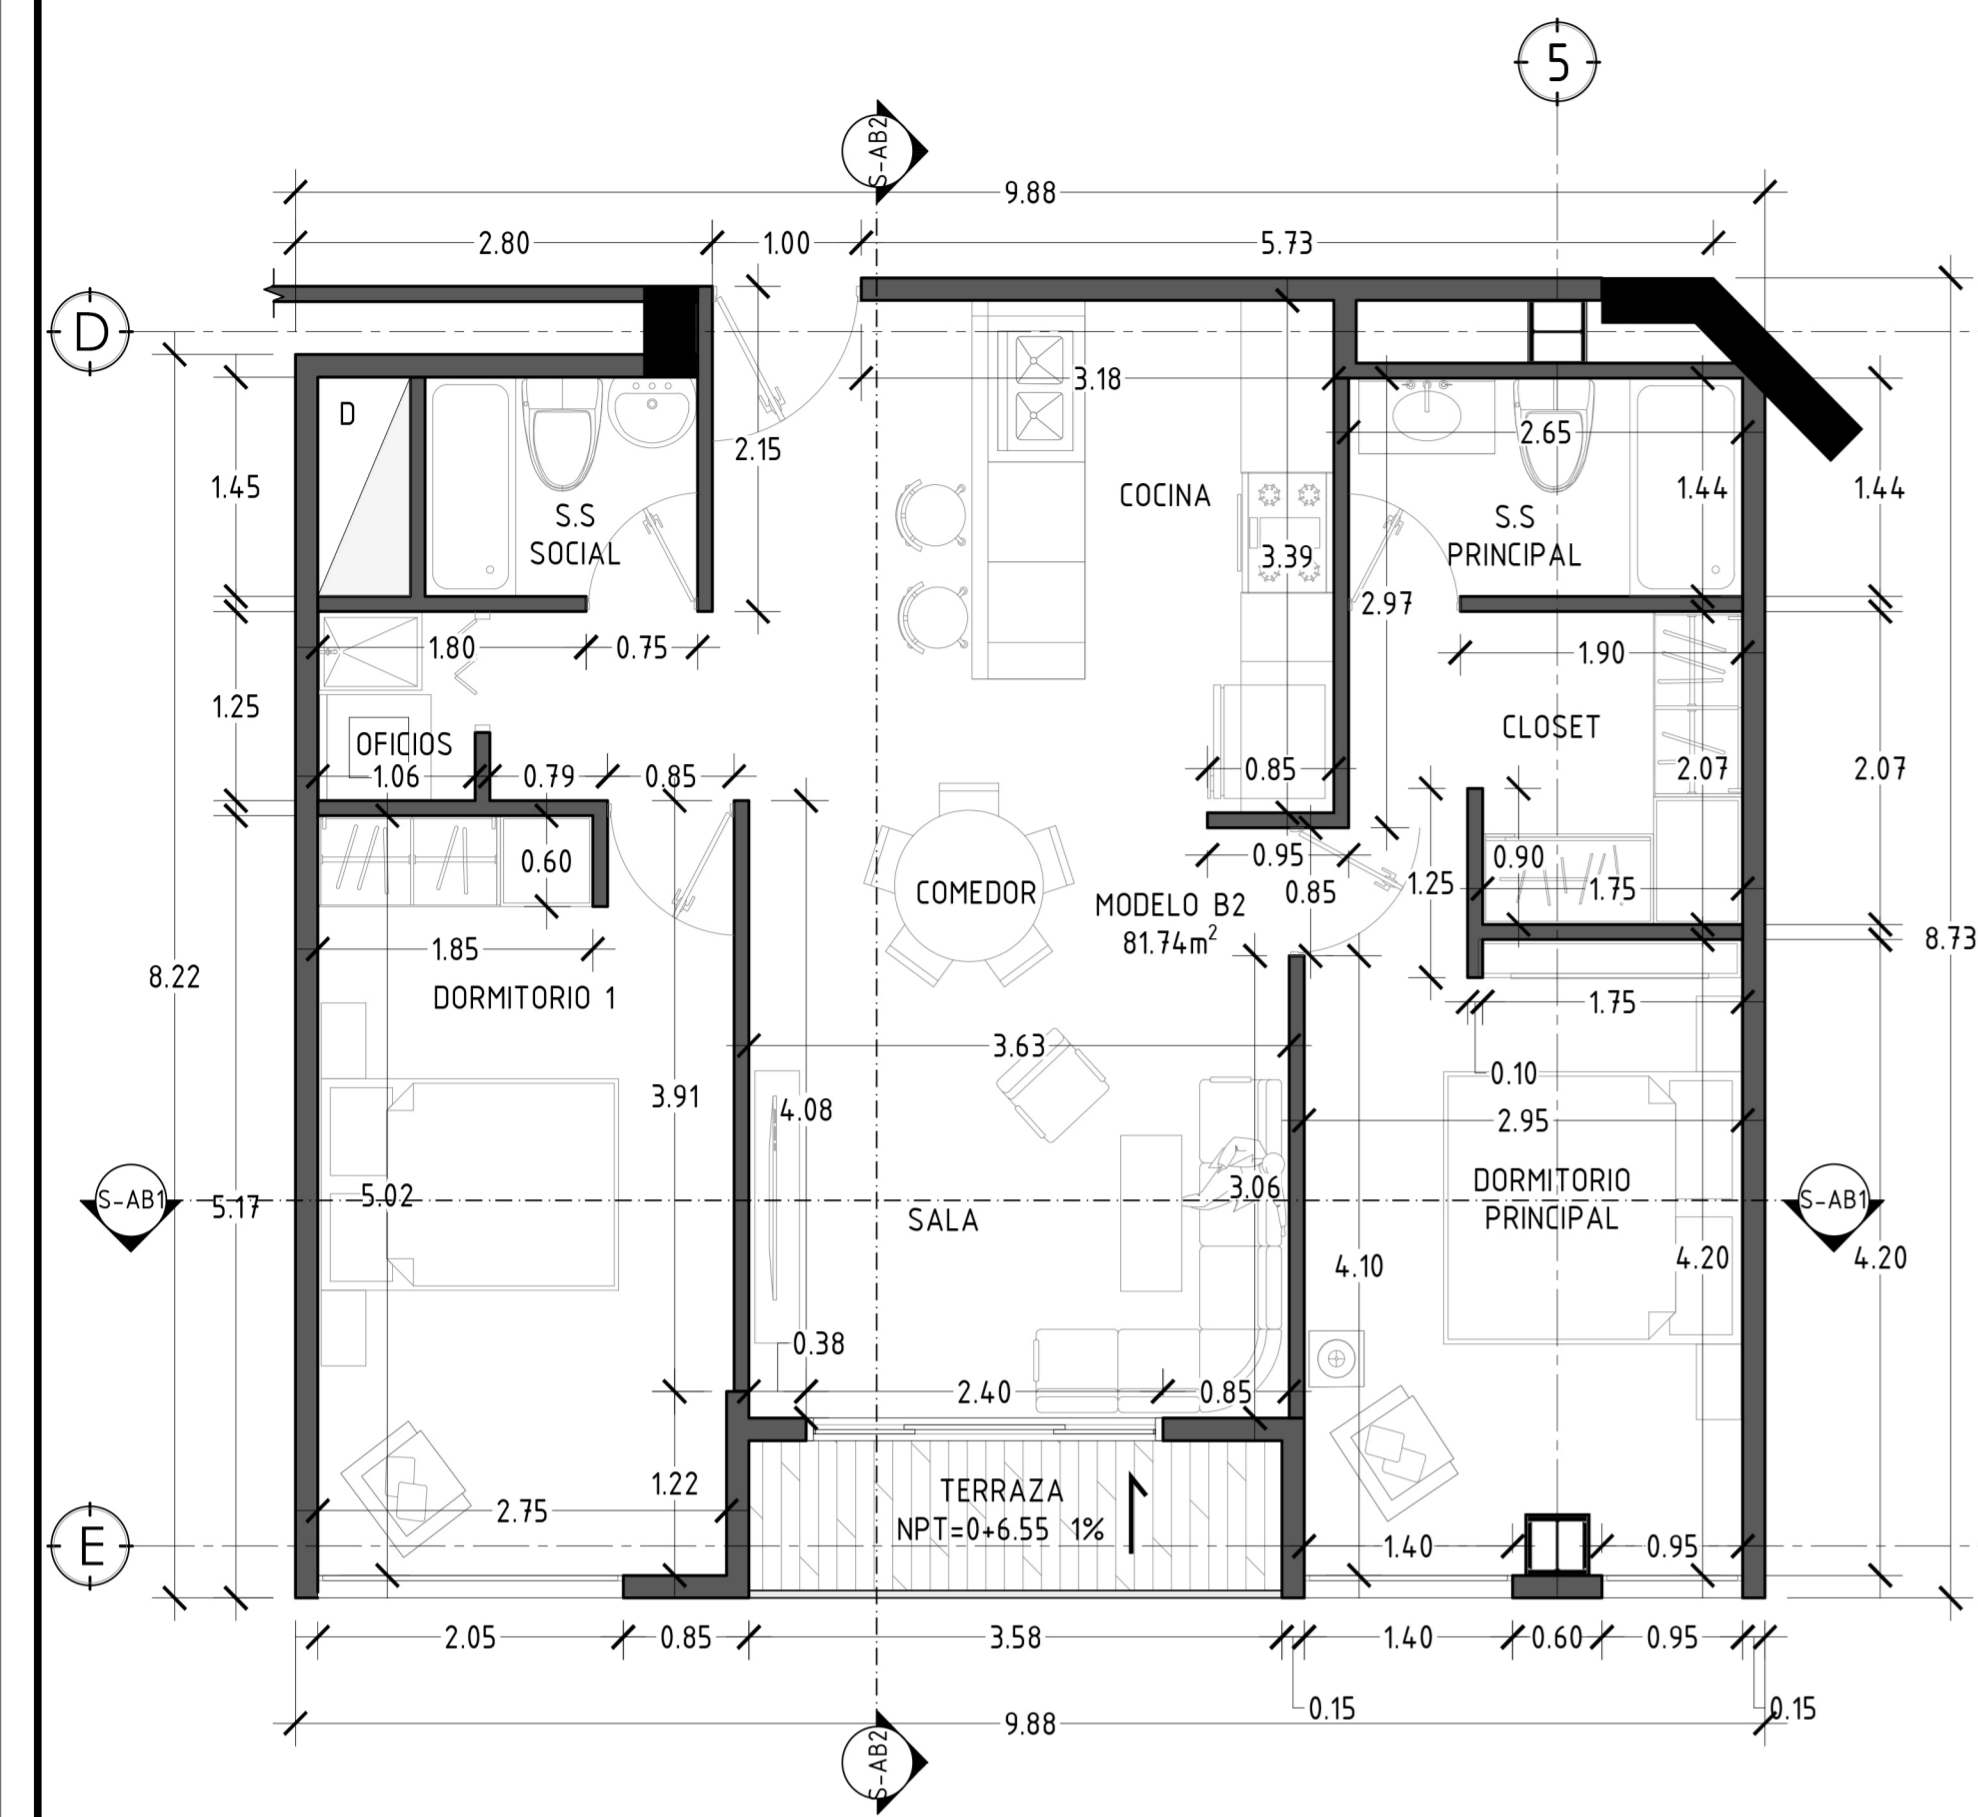 5
S-AB2
9.88
2.80
1.00
5.73
D
3.18
D
2.15
2.65
1.45
COCINA
1.44
1.44
S.S
SOCIAL
S.S
PRINCIPAL
3.39
2.97
1.80
0.75
1.90
1.25
CLOSET
OFICIOS
1.06
0.79
0.85
0.85
2.07
2.07
0.60
0.95
0.90
COMEDOR
0.85
1.25
1.75
MODELO B2
81.74m²
1.85
8.73
8.22
DORMITORIO 1
1.75
3.63
0.10
3.91
4.08
2.95
S-AB1
5.17
5.02
3.06
DORMITORIO
PRINCIPAL
S-AB1
SALA
4.10
4.20
4.20
0.38
2.40
0.85
1.22
TERRAZA
2.75
NPT=0+6.55 1%
E
1.40
0.95
2.05
0.85
3.58
1.40
0.60
0.95
0.15
0.15
9.88
S-AB2